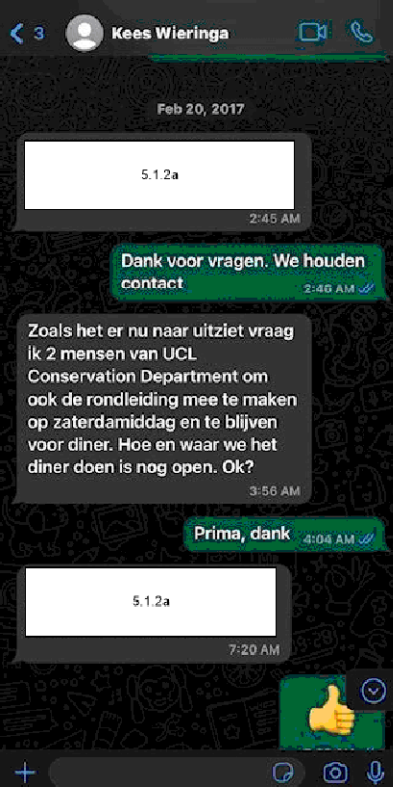 3 Kees Wieringa
Feb 20, 2017
5.1.2a
2:45 AM
Dank voor vragen. We houden
contact 2:46 AM
Zoals het er nu naar uitziet vraag
ik 2 mensen van UCL
Conservation Department om
ook de rondleiding mee te maken
op zaterdamiddag en te blijven
voor diner. Hoe en waar we het
diner doen is nog open. Ok?
3:56 AM
Prima, dank 4:04 AM
5.1.2a
7:20 AM